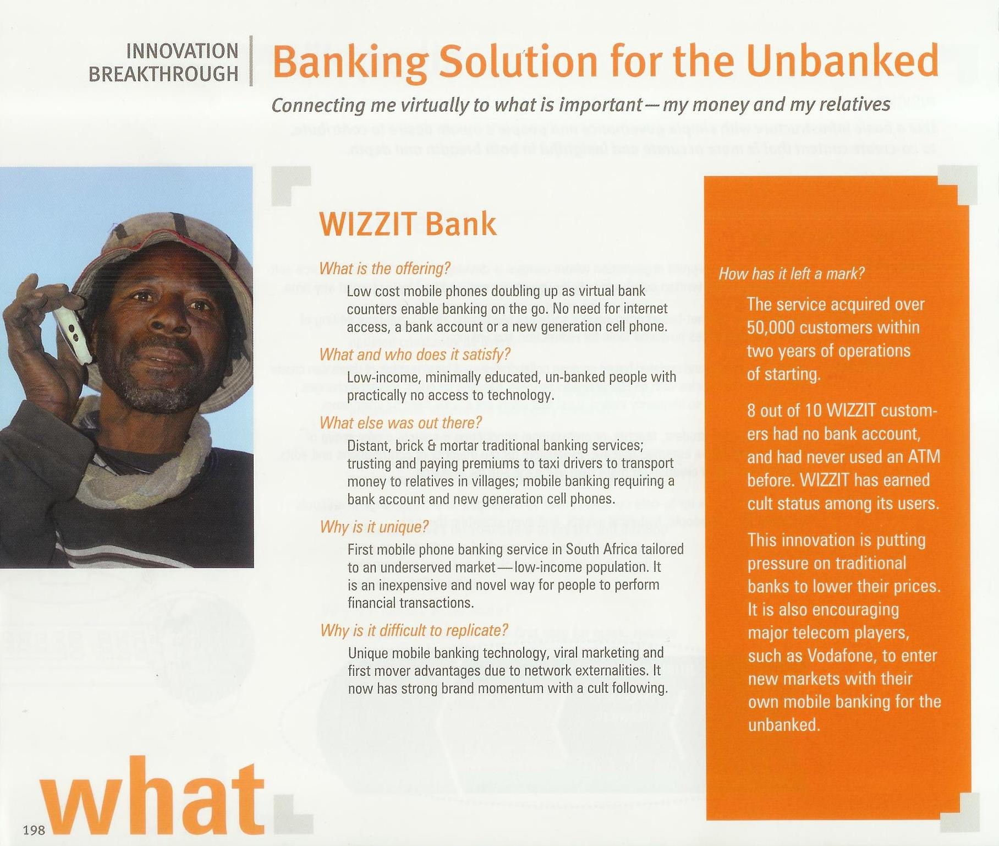 INNOVATION
BREAKTHROUGH
Banking Solution for the Unbanked
Connecting me virtually to what is important—my money and my relatives
WIZZIT Bank
What is the offering?
Low cost mobile phones doubling up as virtual bank
counters enable banking on the go. No need for internet
access, a bank account or a new generation cell phone.
What and who does it satisfy?
Low-income, minimally educated, un-banked people with
practically no access to technology.
What else was out there?
Distant, brick & mortar traditional banking services;
trusting and paying premiums to taxi drivers to transport
money to relatives in villages; mobile banking requiring a
bank account and new generation cell phones.
Why is it unique?
First mobile phone banking service in South Africa tailored
to an underserved market—low-income population. It
is an inexpensive and novel way for people to perform
financial transactions.
Why is it difficult to replicate?
Unique mobile banking technology, viral marketing and
first mover advantages due to network externalities. It
now has strong brand momentum with a cult following.
How has it left a mark?
The service acquired over
50,000 customers within
two years of operations
of starting.
8 out of 10 WIZZIT custom-
ers had no bank account,
and had never used an ATM
before. WIZZIT has earned
cult status among its users.
This innovation is putting
pressure on traditional
banks to lower their prices.
It is also encouraging
major telecom players,
such as Vodafone, to enter
new markets with their
own mobile banking for the
unbanked.
what
198